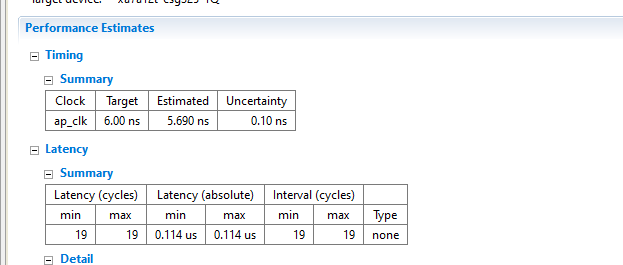 Performance Estimates
Timing
Summary
Clock Target Estimated Uncertainty
ap_clk 6.00 ns 5.690 ns 0.10 ns
Latency
Summary
Latency (cycles) Latency (absolute) Interval (cycles)
min max min max min max Type
19 19 0.114 us 0.114 us 19 19 none
Detail